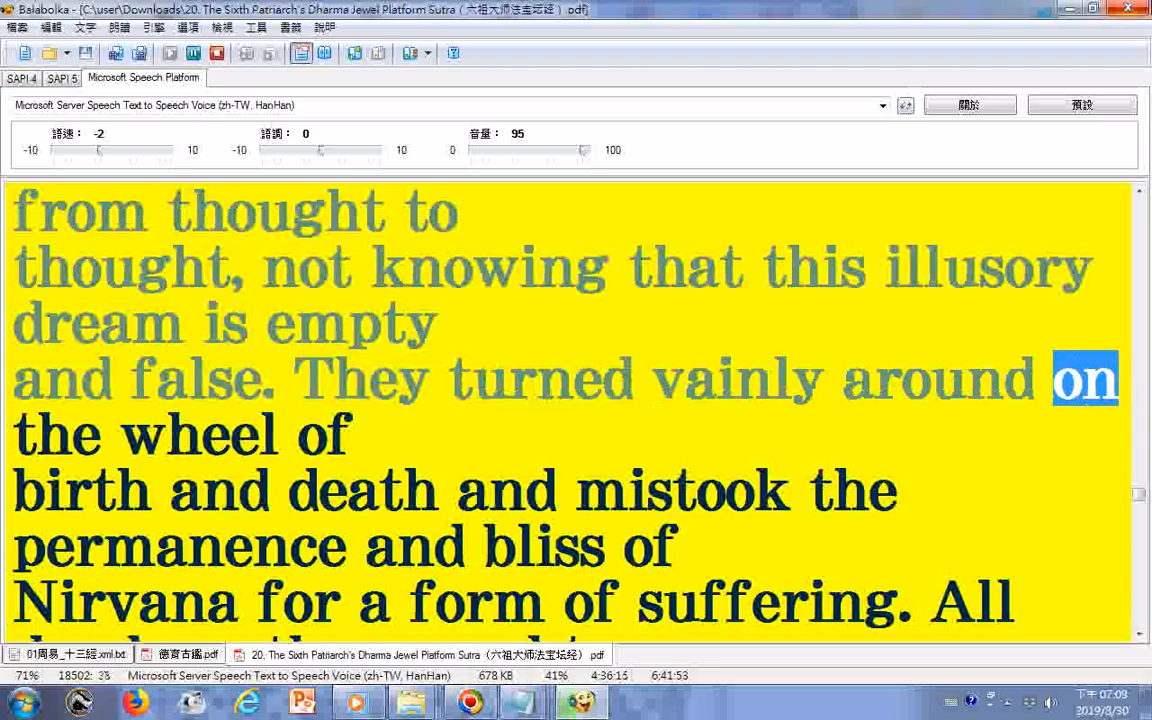 Balabolka - [C:\user\Downloads\20. The Sixth Patriarch's Dharma Jewel Platform Sutra（六祖大师法宝坛经）pdf]
檔案 編輯 文字 朗讀 引擎 選項 檢視 工具 書籤 說明
SAPI 4 SAPI 5 Microsoft Speech Platform
Microsoft Server Speech Text to Speech Voice (zh-TW, HanHan) 關於 預設
語速： -2 語調： 0 音量： 95
-10 10 -10 10 0 100
from thought to
thought, not knowing that this illusory
dream is empty
and false. They turned vainly around on
the wheel of
birth and death and mistook the
permanence and bliss of
Nirvana for a form of suffering. All
01周易_十三經.xml.txt 德育古鑑.pdf 20. The Sixth Patriarch's Dharma Jewel Platform Sutra（六祖大师法宝坛经）.pdf
71% Microsoft Server Speech Text to Speech Voice (zh-TW, HanHan) 678 KB 41% 4:36:15 6:41:53
下午 07:09
2019/8/30